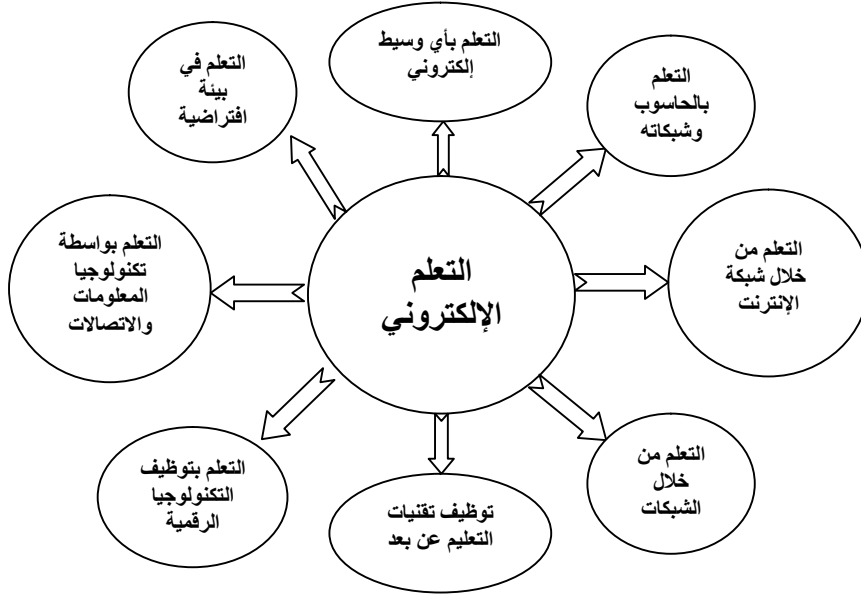 التعلم
الإلكتروني
التعلم بأي وسيط
إلكتروني
التعلم
بالحاسوب
وشبكاته
التعلم من
خلال شبكة
الإنترنت
التعلم من
خلال
الشبكات
توظيف تقنيات
التعليم عن بعد
التعلم بتوظيف
التكنولوجيا
الرقمية
التعلم بواسطة
تكنولوجيا
المعلومات
والاتصالات
التعلم في
بيئة
افتراضية